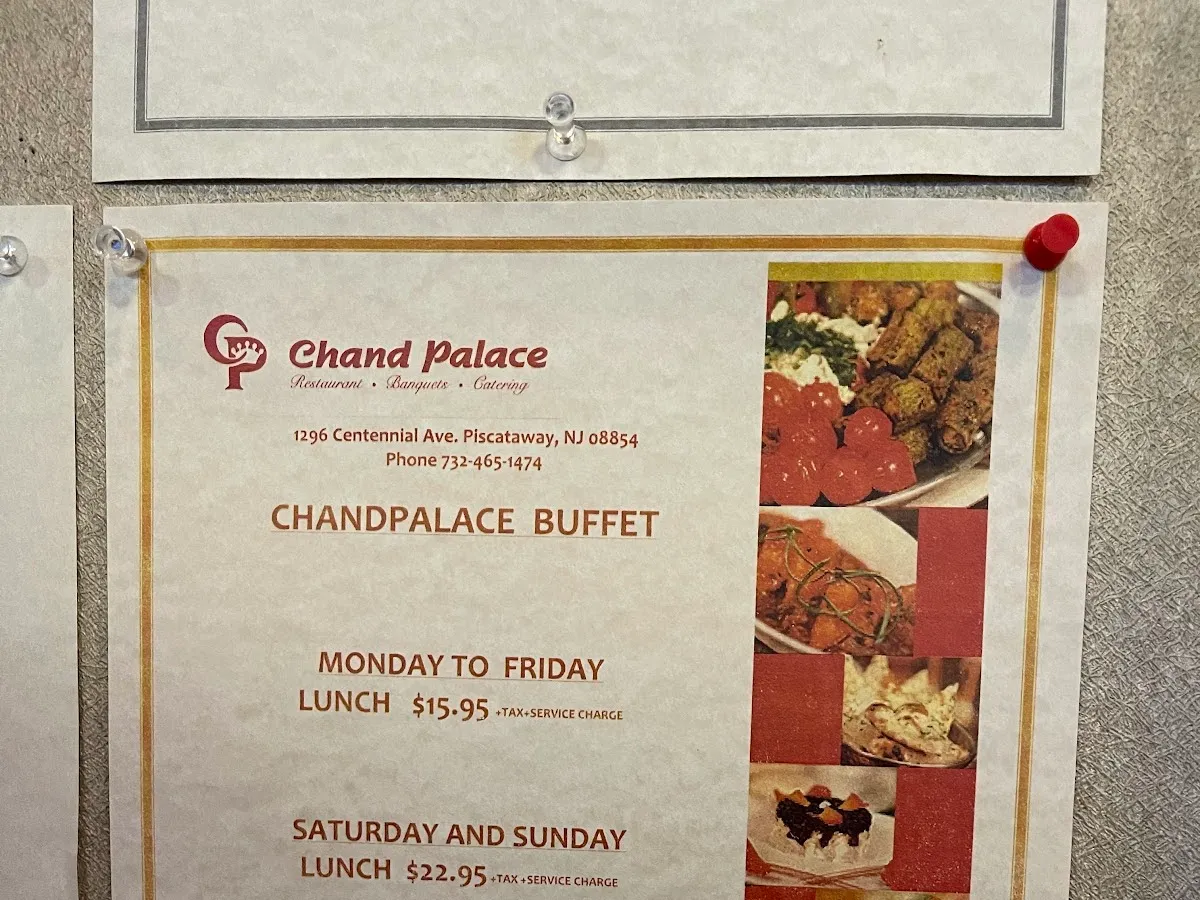 CP
Chand Palace
Restaurant • Banquets • Catering
1296 Centennial Ave. Piscataway, NJ 08854
Phone 732-465-1474
CHANDPALACE BUFFET
MONDAY TO FRIDAY
LUNCH $15.95 +TAX+SERVICE CHARGE
SATURDAY AND SUNDAY
LUNCH $22.95 +TAX +SERVICE CHARGE